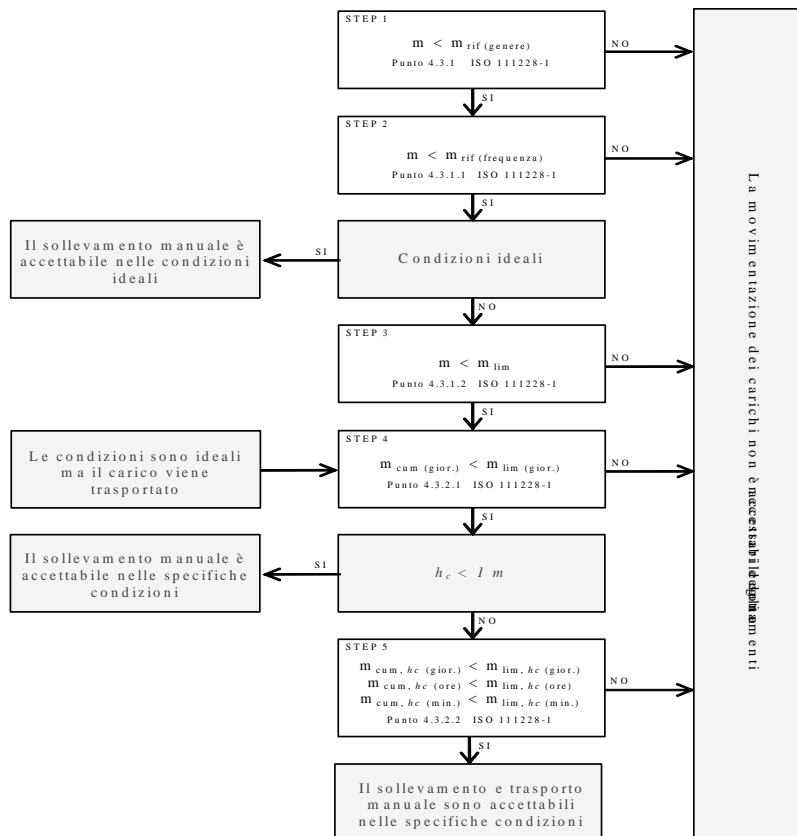 STEP 1
m < m rif (genere)
Punto 4.3.1 ISO 111228-1
NO
SI
STEP 2
m < m rif (frequenza)
Punto 4.3.1.1 ISO 111228-1
NO
SI
Il sollevamento manuale è
accettabile nelle condizioni
ideali
SI
Condizioni ideali
NO
STEP 3
m < m lim
Punto 4.3.1.2 ISO 111228-1
NO
SI
Le condizioni sono ideali
ma il carico viene
trasportato
STEP 4
m cum (gior.) < m lim (gior.)
Punto 4.3.2.1 ISO 111228-1
NO
SI
Il sollevamento manuale è
accettabile nelle specifiche
condizioni
SI
hc < 1 m
NO
STEP 5
m cum, hc (gior.) < m lim, hc (gior.)
m cum, hc (ore) < m lim, hc (ore)
m cum, hc (min.) < m lim, hc (min.)
Punto 4.3.2.2 ISO 111228-1
NO
SI
Il sollevamento e trasporto
manuale sono accettabili
nelle specifiche condizioni
La movimentazione dei carichi non è